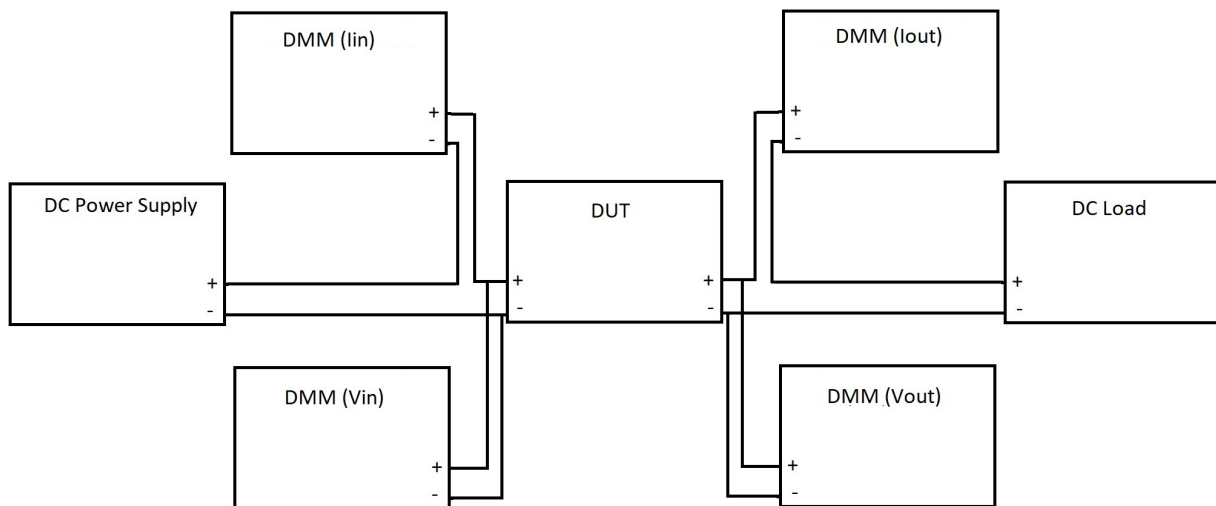 DMM (Iin)
+
-
DMM (Iout)
+
-
DC Power Supply
+
-
DUT
+
-
+
-
DC Load
+
-
DMM (Vin)
+
-
DMM (Vout)
+
-